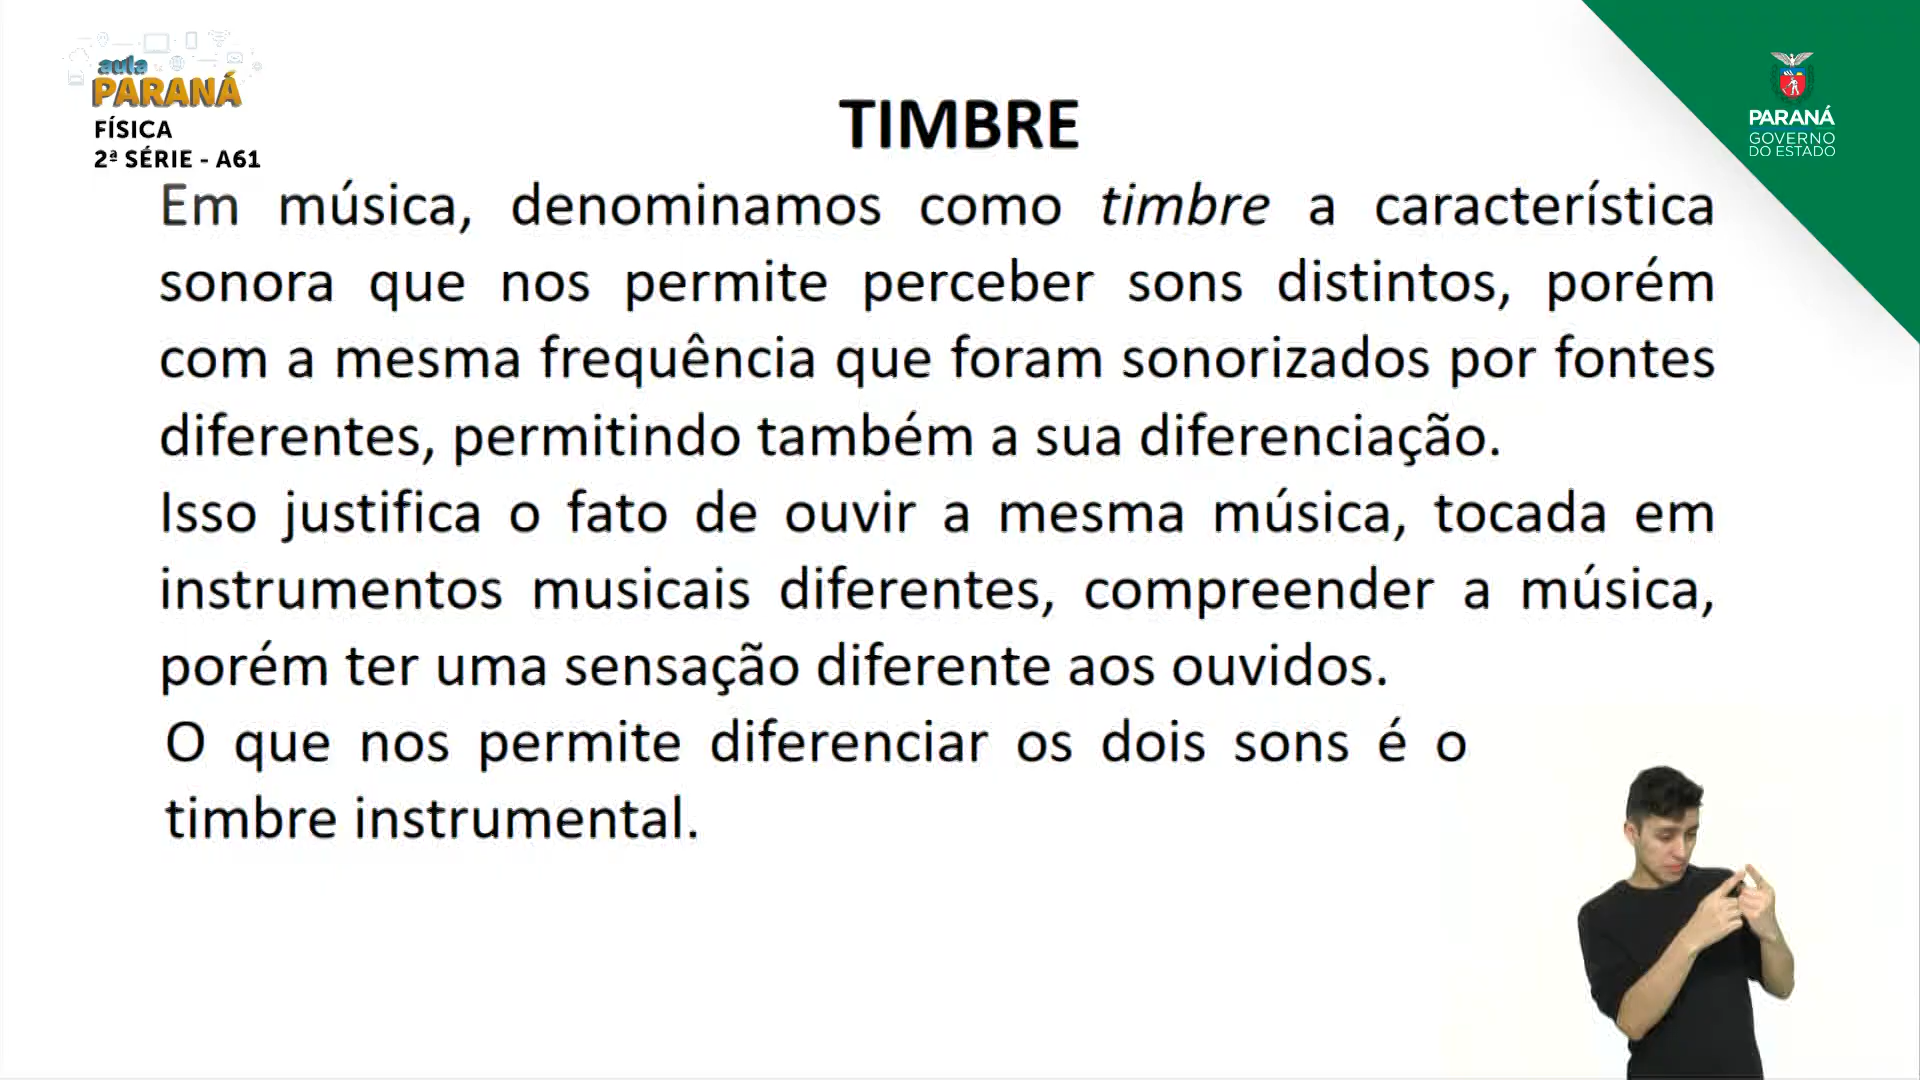 aula
PARANÁ
FÍSICA
2ª SÉRIE - A61
PARANÁ
GOVERNO
DO ESTADO
TIMBRE
Em música, denominamos como timbre a característica
sonora que nos permite perceber sons distintos, porém
com a mesma frequência que foram sonorizados por fontes
diferentes, permitindo também a sua diferenciação.
Isso justifica o fato de ouvir a mesma música, tocada em
instrumentos musicais diferentes, compreender a música,
porém ter uma sensação diferente aos ouvidos.
O que nos permite diferenciar os dois sons é o
timbre instrumental.